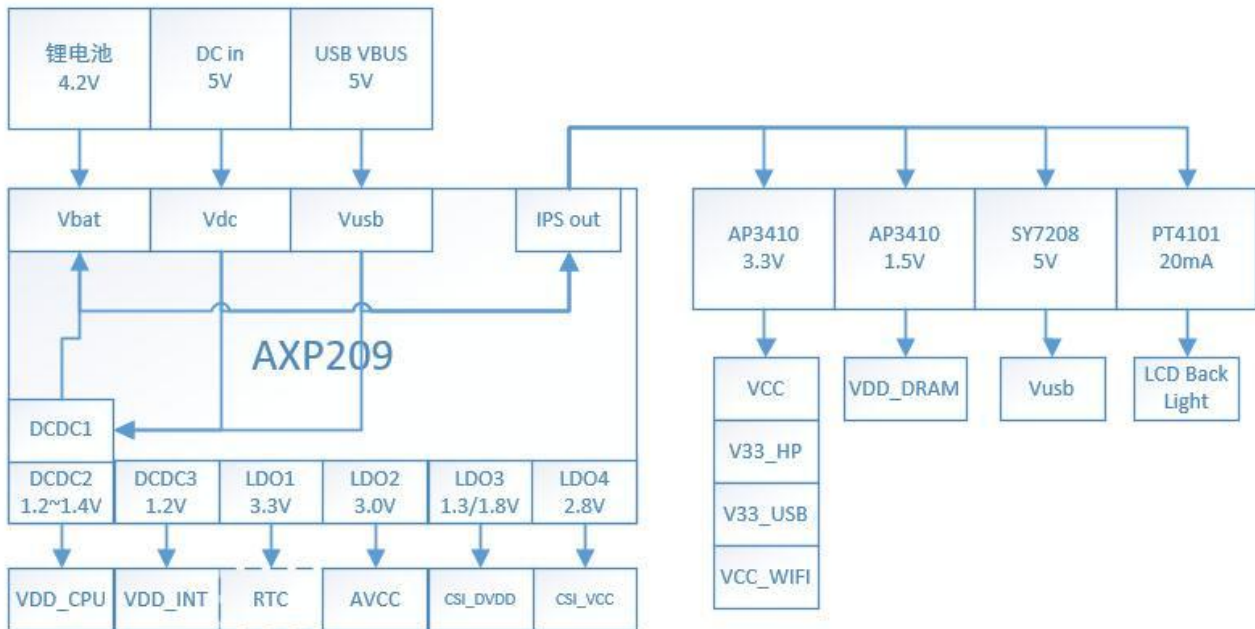 锂电池
4.2V
DC in
5V
USB VBUS
5V
Vbat
Vdc
Vusb
IPS out
AP3410
3.3V
AP3410
1.5V
SY7208
5V
PT4101
20mA
AXP209
VCC
VDD_DRAM
Vusb
LCD Back
Light
DCDC1
V33_HP
DCDC2
1.2~1.4V
DCDC3
1.2V
LDO1
3.3V
LDO2
3.0V
LDO3
1.3/1.8V
LDO4
2.8V
V33_USB
VCC_WIFI
VDD_CPU
VDD_INT
RTC
AVCC
CSI_DVDD
CSI_VCC